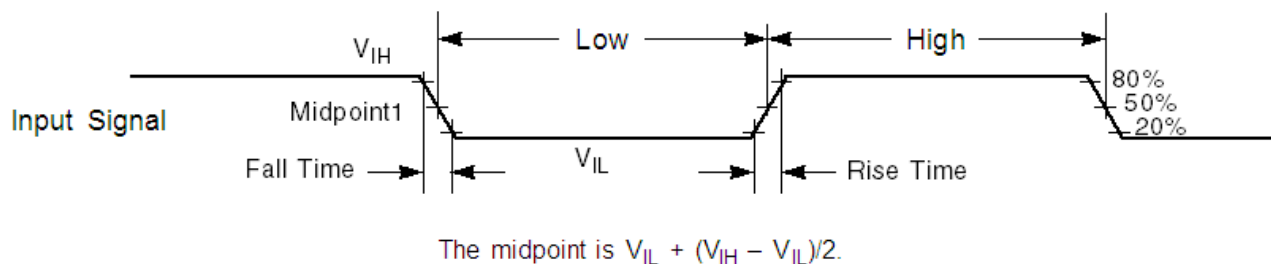 Low
High
VIH
80%
Input Signal
Midpoint1
50%
20%
Fall Time
VIL
Rise Time
The midpoint is VIL + (VIH – VIL)/2.